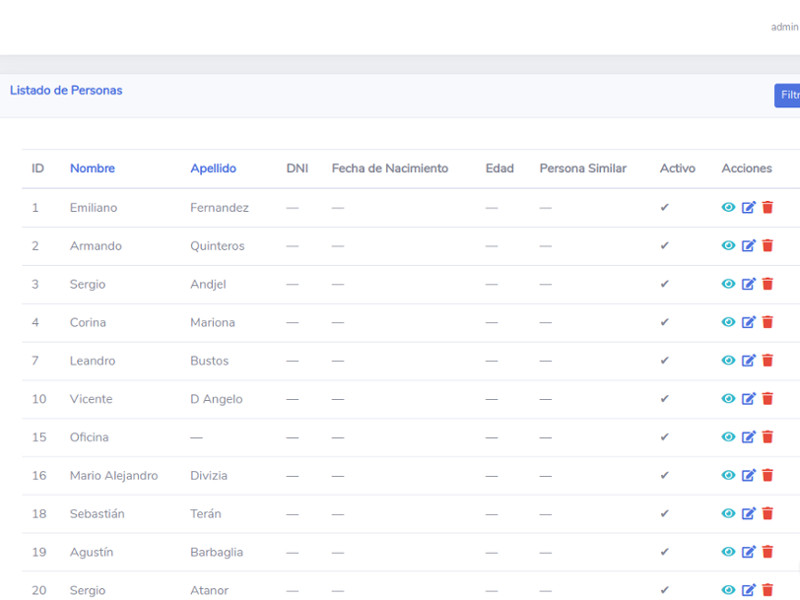 admin
Listado de Personas
Filtr
ID Nombre Apellido DNI Fecha de Nacimiento Edad Persona Similar Activo Acciones
1 Emiliano Fernandez — — — — ✔
2 Armando Quinteros — — — — ✔
3 Sergio Andjel — — — — ✔
4 Corina Mariona — — — — ✔
7 Leandro Bustos — — — — ✔
10 Vicente D Angelo — — — — ✔
15 Oficina — — — — — ✔
16 Mario Alejandro Divizia — — — — ✔
18 Sebastián Terán — — — — ✔
19 Agustín Barbaglia — — — — ✔
20 Sergio Atanor — — — — ✔